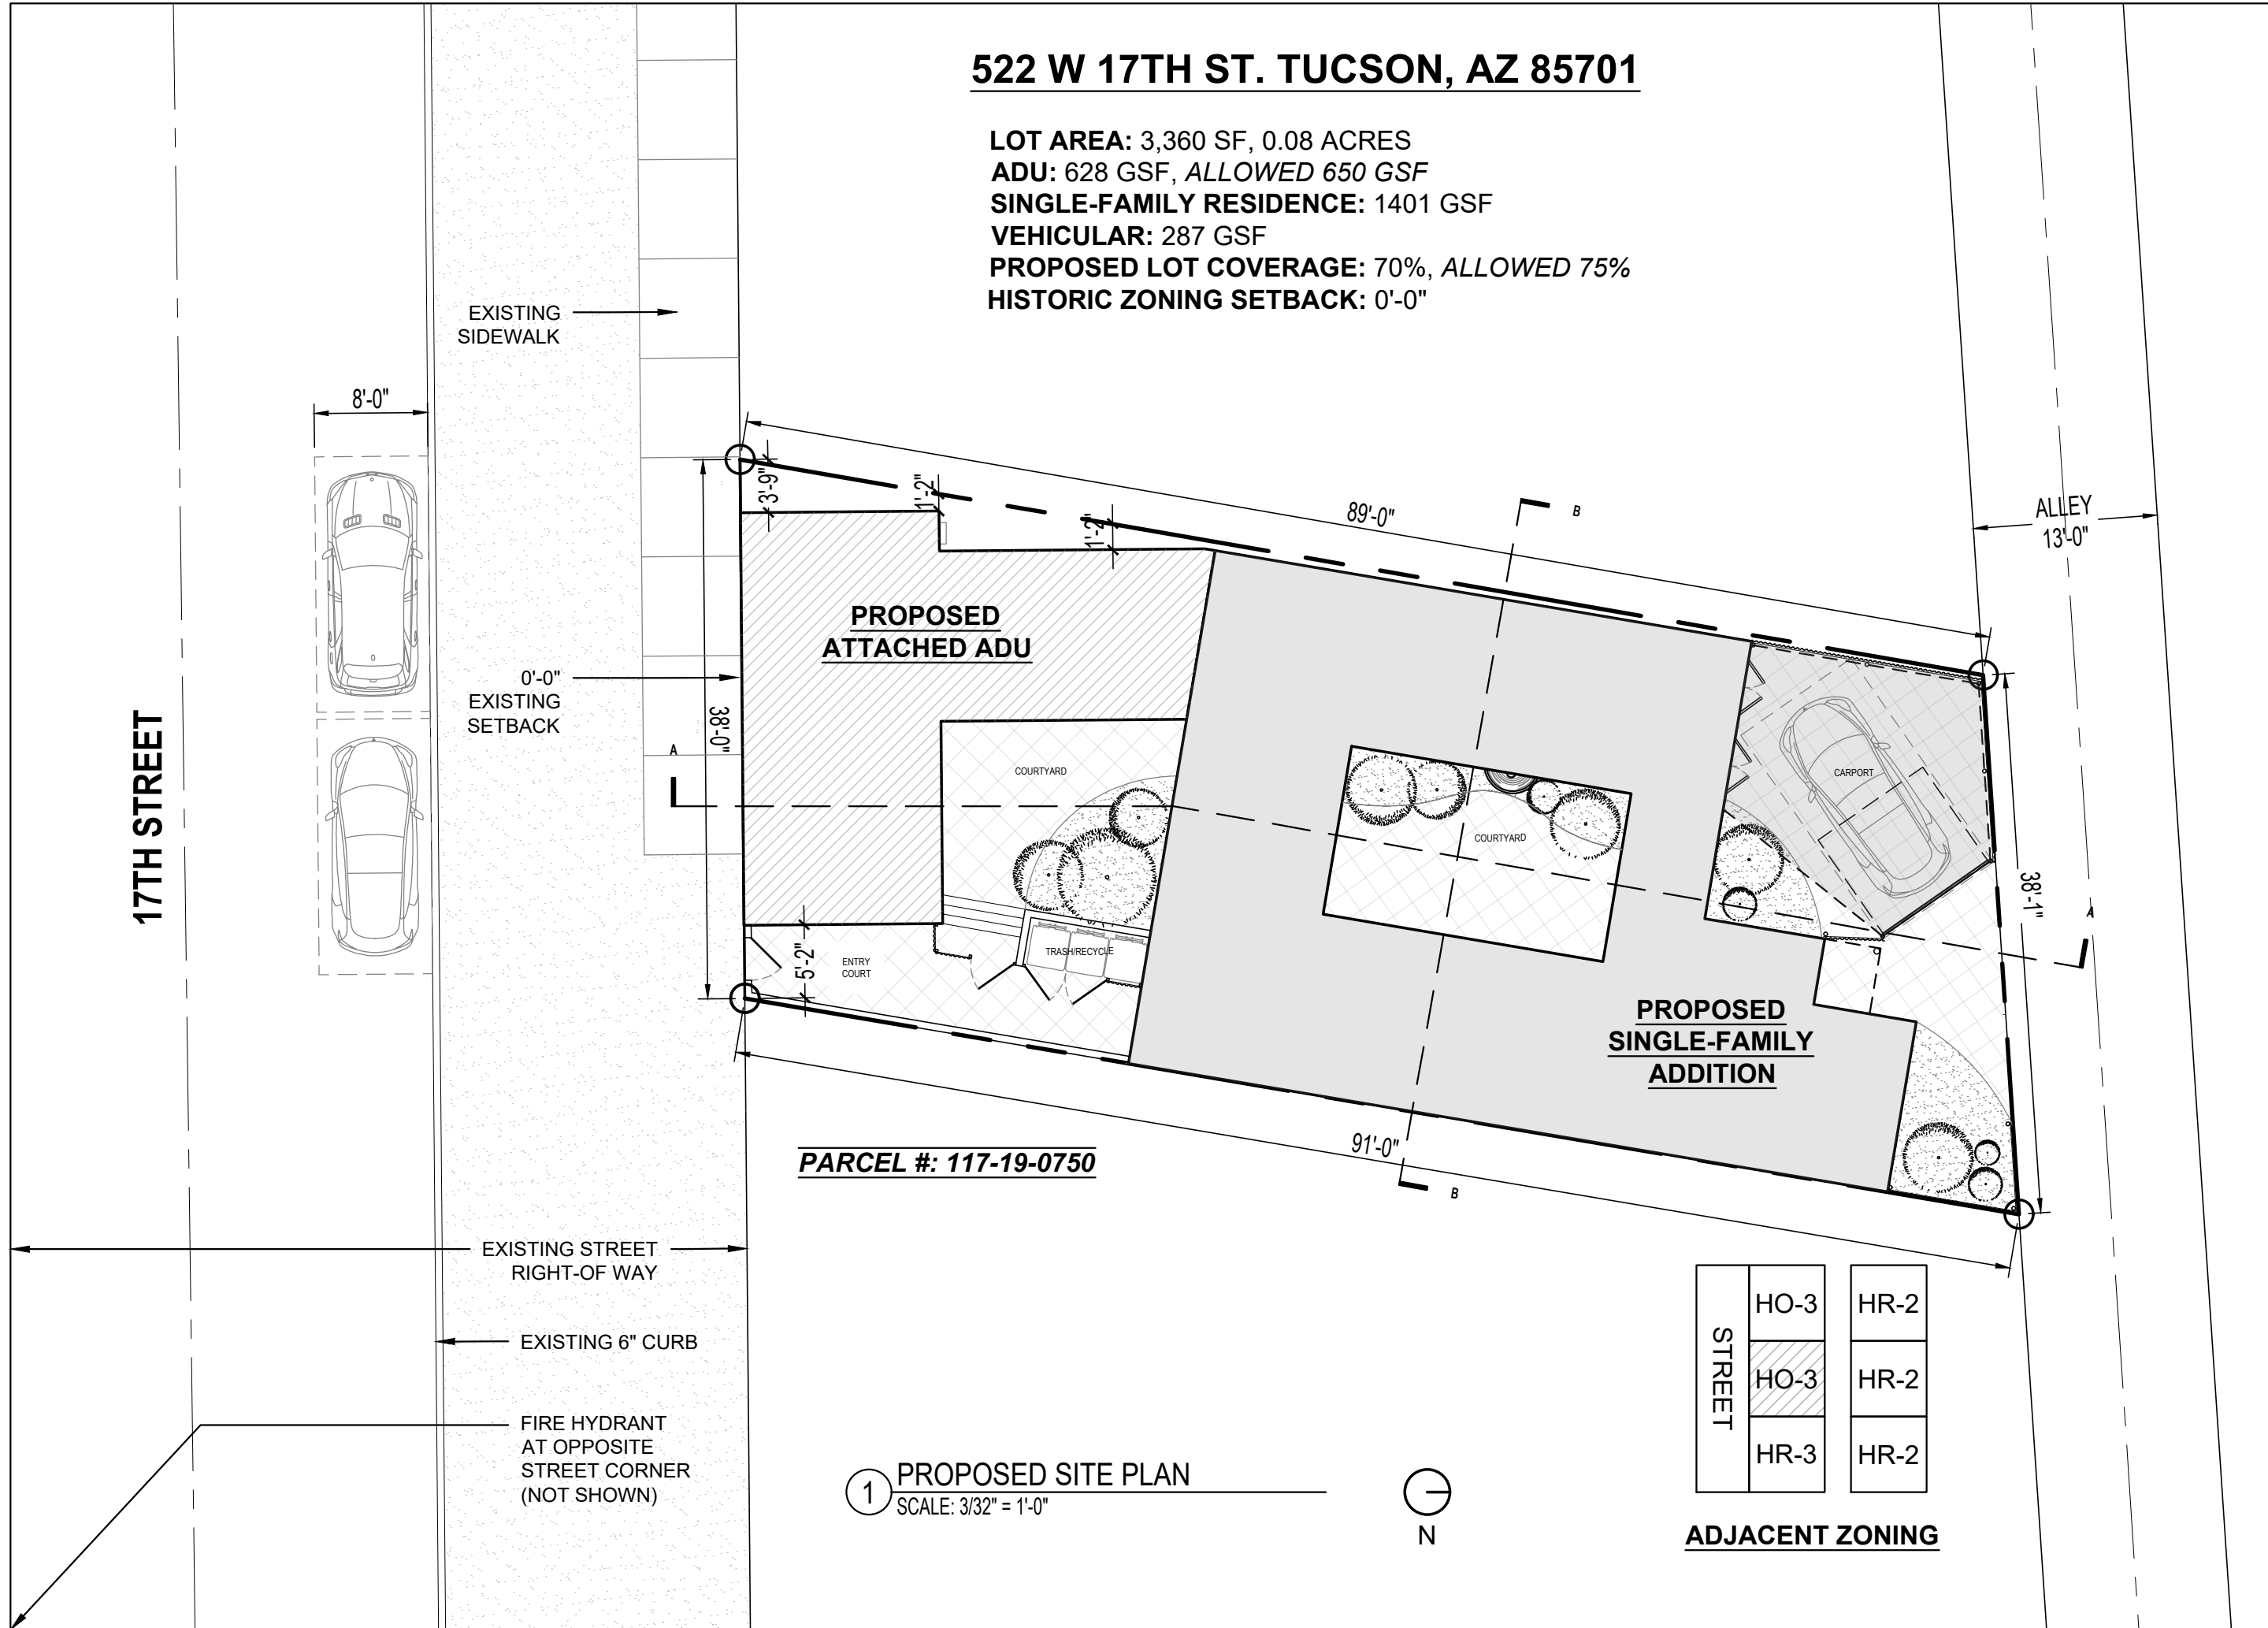 522 W 17TH ST. TUCSON, AZ 85701
LOT AREA: 3,360 SF, 0.08 ACRES
ADU: 628 GSF, ALLOWED 650 GSF
SINGLE-FAMILY RESIDENCE: 1401 GSF
VEHICULAR: 287 GSF
PROPOSED LOT COVERAGE: 70%, ALLOWED 75%
HISTORIC ZONING SETBACK: 0'-0"
EXISTING
SIDEWALK
8'-0"
3'-9"
1'-2"
1'-2"
89'-0"
B
ALLEY
13'-0"
PROPOSED
ATTACHED ADU
0'-0"
EXISTING
SETBACK
38'-0"
A
17TH STREET
COURTYARD
COURTYARD
CARPORT
38'-1"
A
TRASH/RECYCLE
ENTRY
COURT
5'-2"
PROPOSED
SINGLE-FAMILY
ADDITION
91'-0"
B
PARCEL #: 117-19-0750
EXISTING STREET
RIGHT-OF WAY
EXISTING 6" CURB
FIRE HYDRANT
AT OPPOSITE
STREET CORNER
(NOT SHOWN)
1
PROPOSED SITE PLAN
SCALE: 3/32" = 1'-0"
N
STREET
HO-3
HR-2
HO-3
HR-2
HR-3
HR-2
ADJACENT ZONING